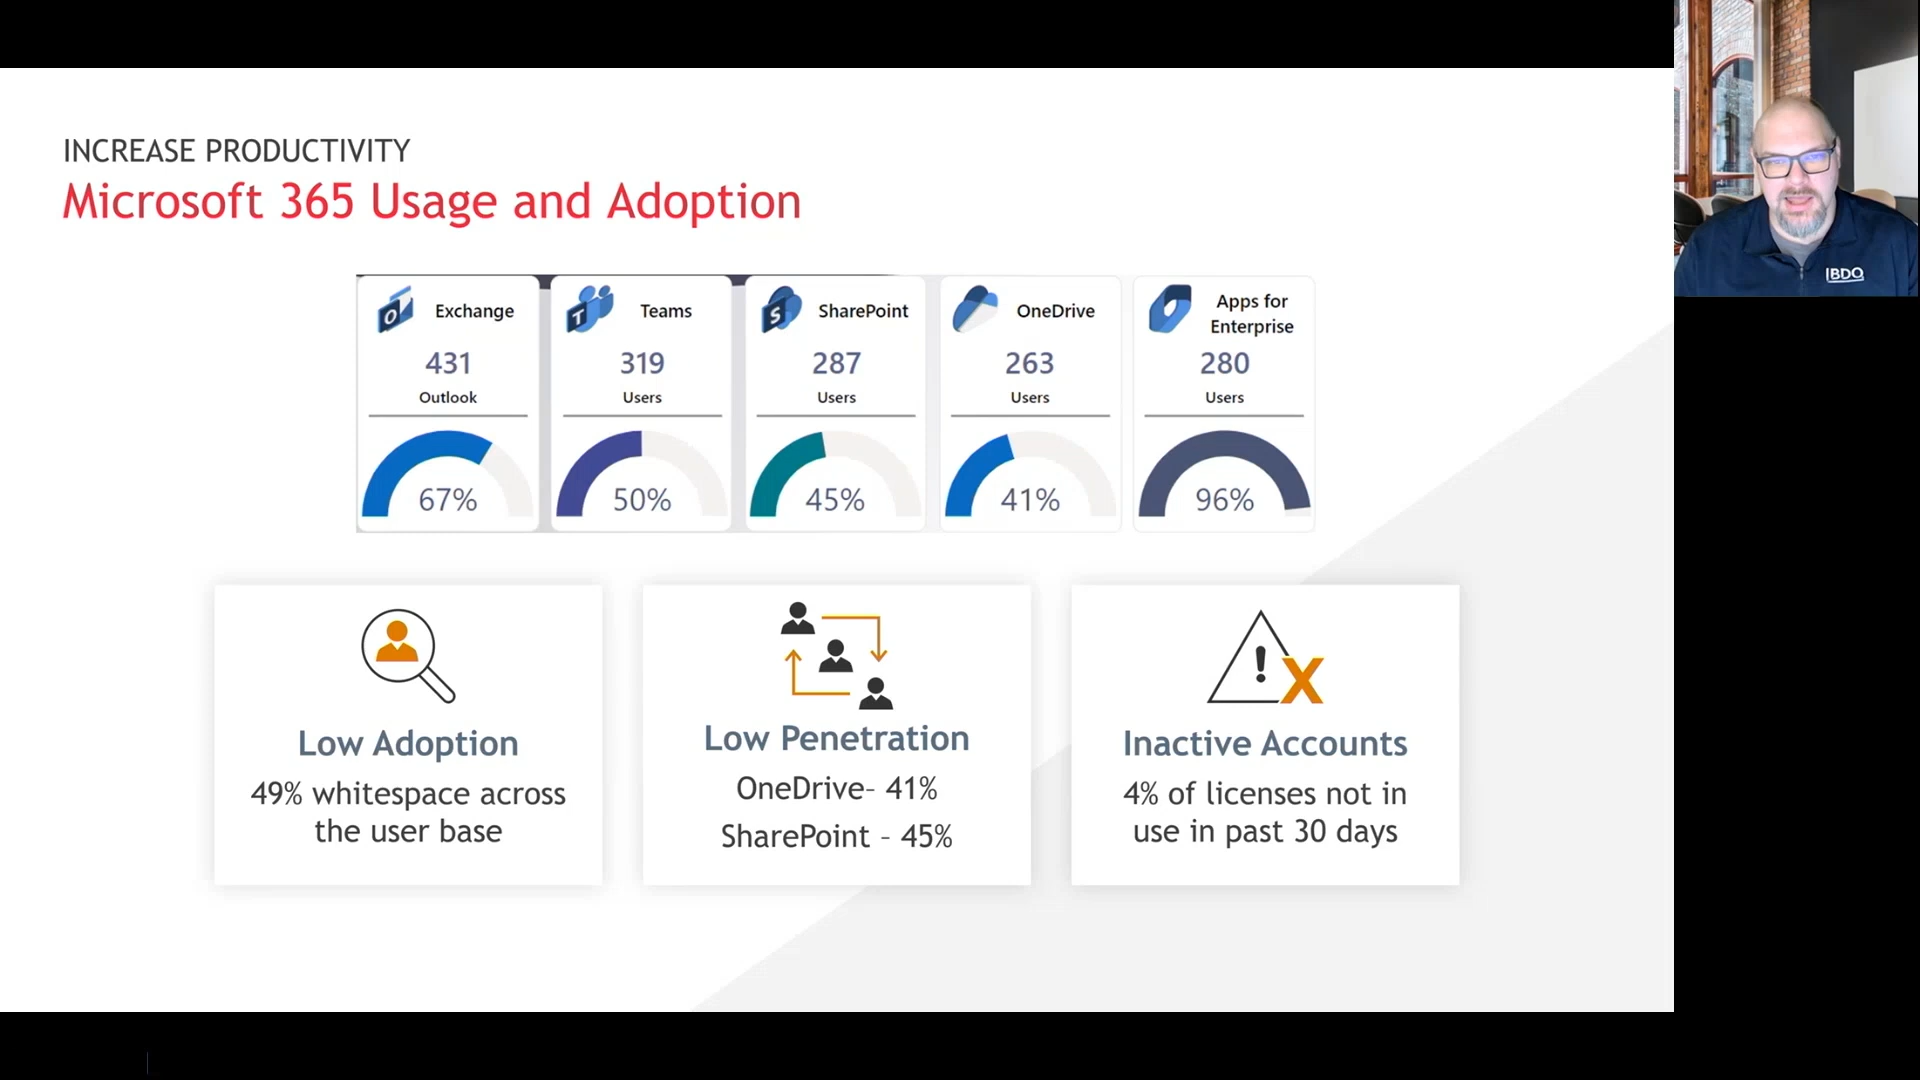 INCREASE PRODUCTIVITY
Microsoft 365 Usage and Adoption
Exchange
431
Outlook
67%
Teams
319
Users
50%
SharePoint
287
Users
45%
OneDrive
263
Users
41%
Apps for
Enterprise
280
Users
96%
Low Adoption
49% whitespace across
the user base
Low Penetration
OneDrive– 41%
SharePoint – 45%
Inactive Accounts
4% of licenses not in
use in past 30 days
BDO